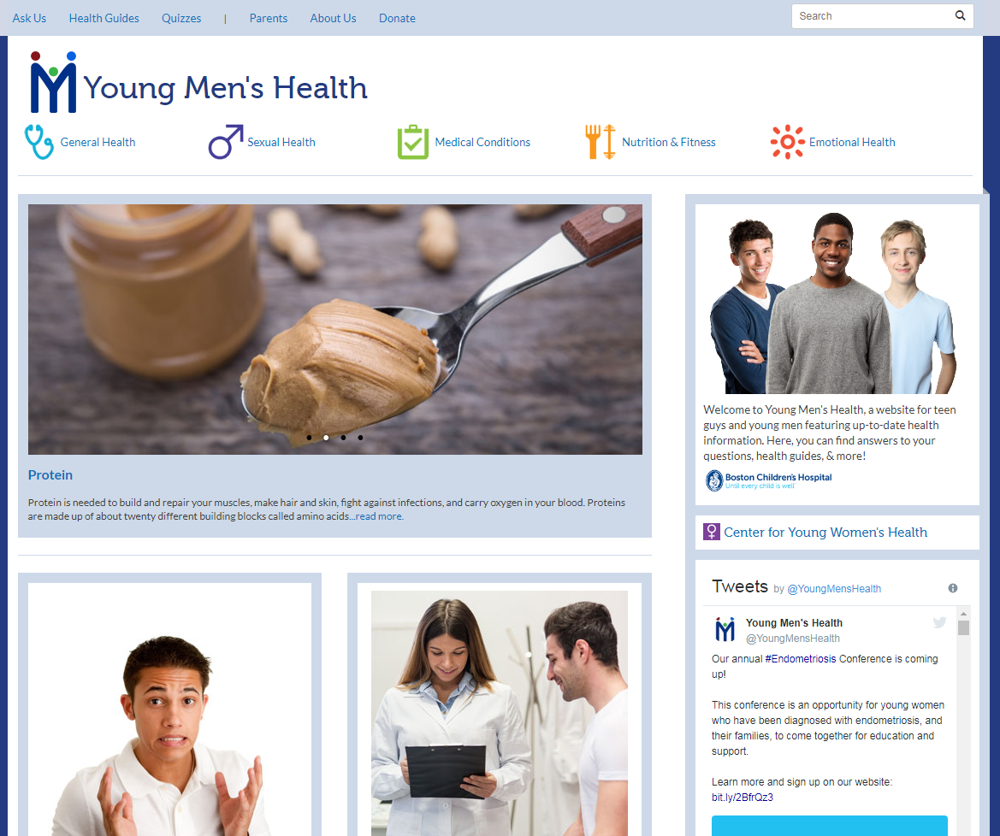 Ask Us Health Guides Quizzes | Parents About Us Donate Search
Young Men's Health
General Health Sexual Health Medical Conditions Nutrition & Fitness Emotional Health
Protein
Protein is needed to build and repair your muscles, make hair and skin, fight against infections, and carry oxygen in your blood. Proteins
are made up of about twenty different building blocks called amino acids...read more.
Welcome to Young Men's Health, a website for teen
guys and young men featuring up-to-date health
information. Here, you can find answers to your
questions, health guides, & more!
Boston Children's Hospital
Until every child is well™
Center for Young Women's Health
Tweets by @YoungMensHealth
Young Men's Health
@YoungMensHealth
Our annual #Endometriosis Conference is coming
up!
This conference is an opportunity for young women
who have been diagnosed with endometriosis, and
their families, to come together for education and
support.
Learn more and sign up on our website:
bit.ly/2BfrQz3